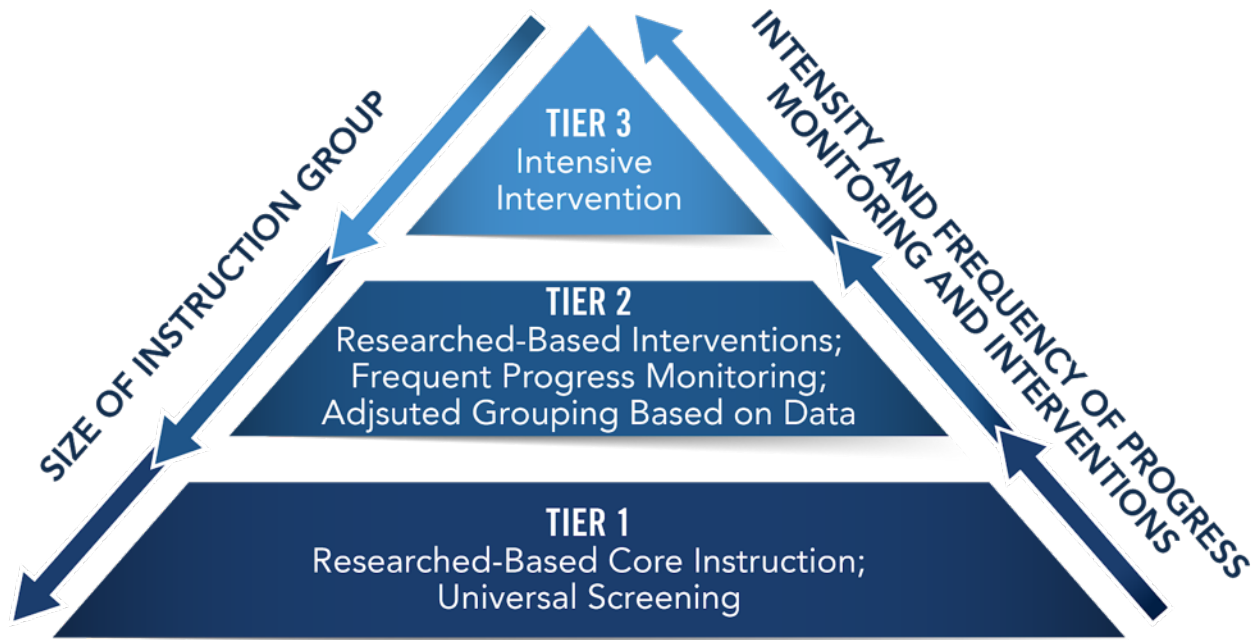 SIZE OF INSTRUCTION GROUP
INTENSITY AND FREQUENCY OF PROGRESS
MONITORING AND INTERVENTIONS
TIER 3
Intensive
Intervention
TIER 2
Researched-Based Interventions;
Frequent Progress Monitoring;
Adjsuted Grouping Based on Data
TIER 1
Researched-Based Core Instruction;
Universal Screening